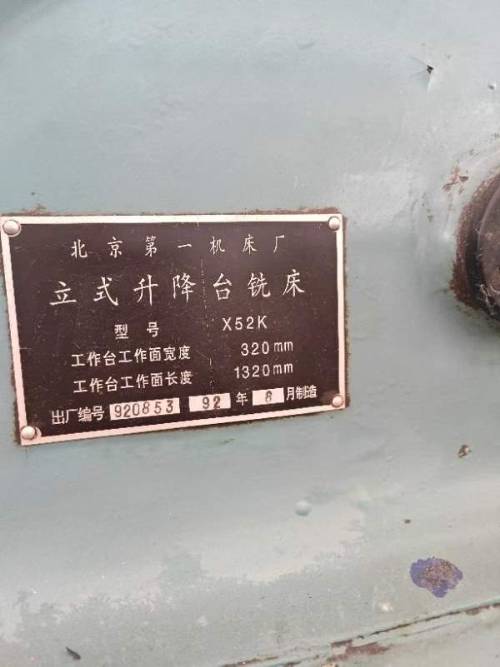 北京第一机床厂
立式升降台铣床
型号 X52K
工作台工作面宽度 320mm
工作台工作面长度 1320mm
出厂编号 920853 92 年 8 月制造